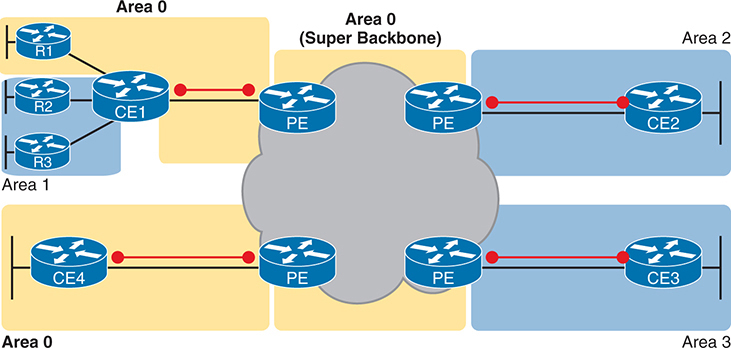 Area 0
Area 0
(Super Backbone)
Area 2
R1
R2
CE1
PE
PE
CE2
R3
Area 1
CE4
PE
PE
CE3
Area 0
Area 3